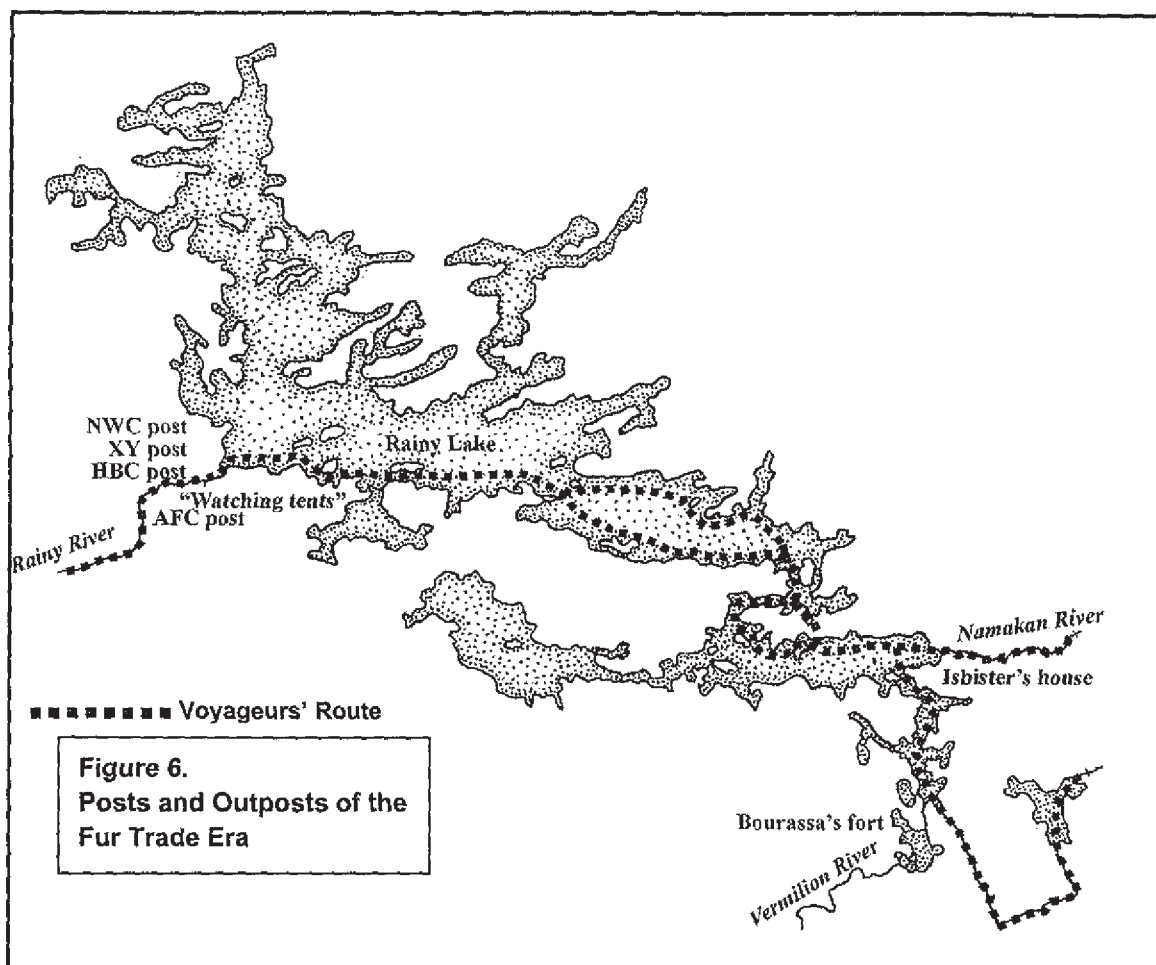 NWC post
XY post
HBC post
Rainy Lake
"Watching tents"
AFC post
Rainy River
Namakan River
Isbister's house
Voyageurs' Route
Figure 6.
Posts and Outposts of the
Fur Trade Era
Bourassa's fort
Vermilion River